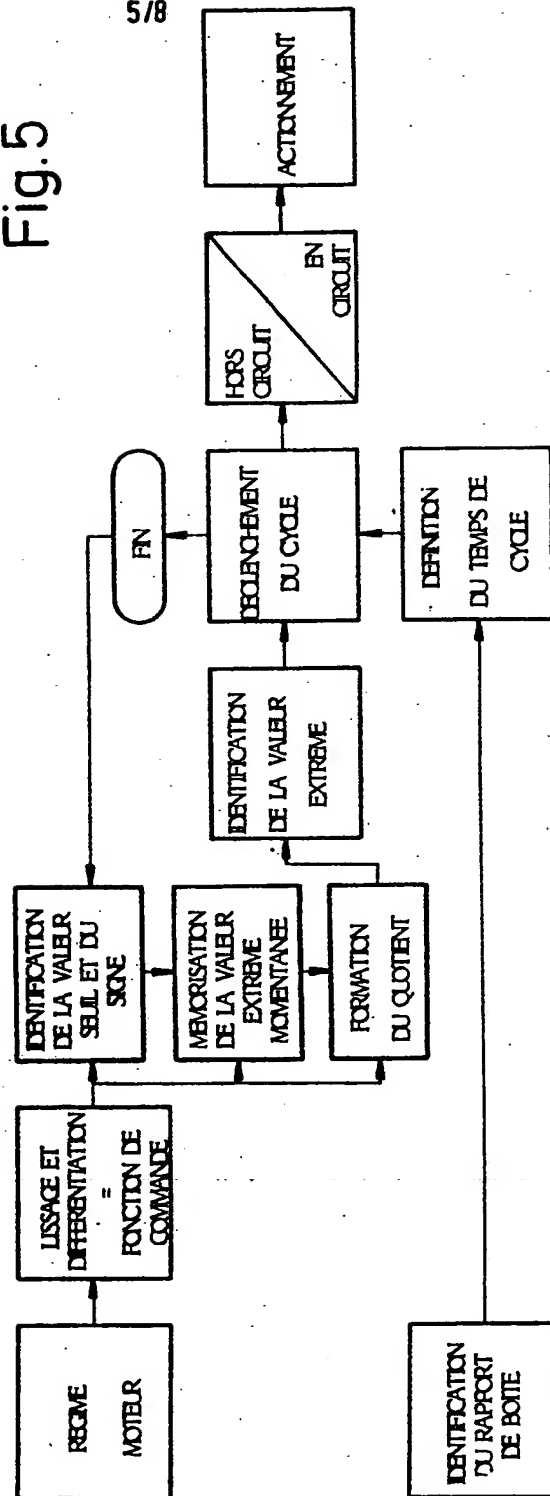 5/8
Fig.5
REGIME
MOTEUR
LISSAGE ET
DIFFERENTIATION
=
FONCTION DE
COMMANDE
IDENTIFICATION
DE LA VALEUR
SEUIL ET DU
SIGNE
MEMORISATION
DE LA VALEUR
EXTREME
MOMENTANEE
FORMATION
DU QUOTIENT
IDENTIFICATION
DE LA VALEUR
EXTREME
FIN
DECLENCHEMENT
DU CYCLE
HORS
CIRCUIT
EN
CIRCUIT
ACTIONNEMENT
IDENTIFICATION
DU RAPPORT
DE BOITE
DEFINITION
DU TEMPS DE
CYCLE